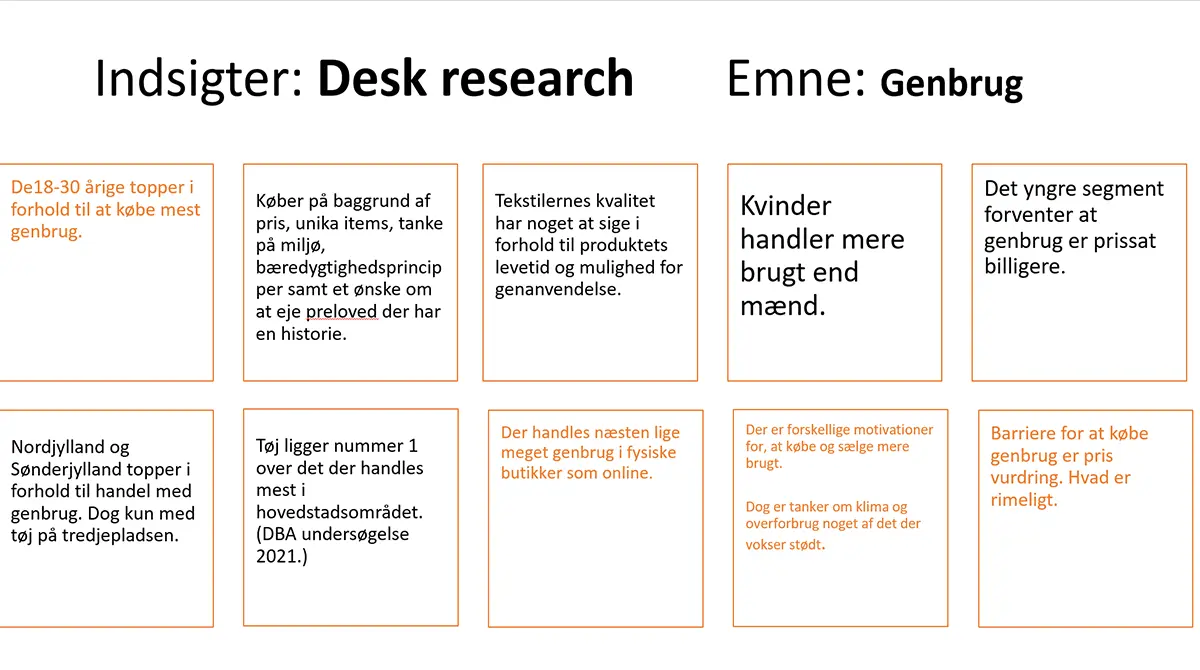 Indsigter: Desk research Emne: Genbrug
De18-30 årige topper i
forhold til at købe mest
genbrug.
Køber på baggrund af
pris, unika items, tanke
på miljø,
bæredygtighedsprincip
per samt et ønske om
at eje preloved der har
en historie.
Tekstilernes kvalitet
har noget at sige i
forhold til produktets
levetid og mulighed for
genanvendelse.
Kvinder
handler mere
brugt end
mænd.
Det yngre segment
forventer at
genbrug er prissat
billigere.
Nordjylland og
Sønderjylland topper i
forhold til handel med
genbrug. Dog kun med
tøj på tredjepladsen.
Tøj ligger nummer 1
over det der handles
mest i
hovedstadsområdet.
(DBA undersøgelse
2021.)
Der handles næsten lige
meget genbrug i fysiske
butikker som online.
Der er forskellige motivationer
for, at købe og sælge mere
brugt.
Dog er tanker om klima og
overforbrug noget af det der
vokser stødt.
Barriere for at købe
genbrug er pris
vurdring. Hvad er
rimeligt.